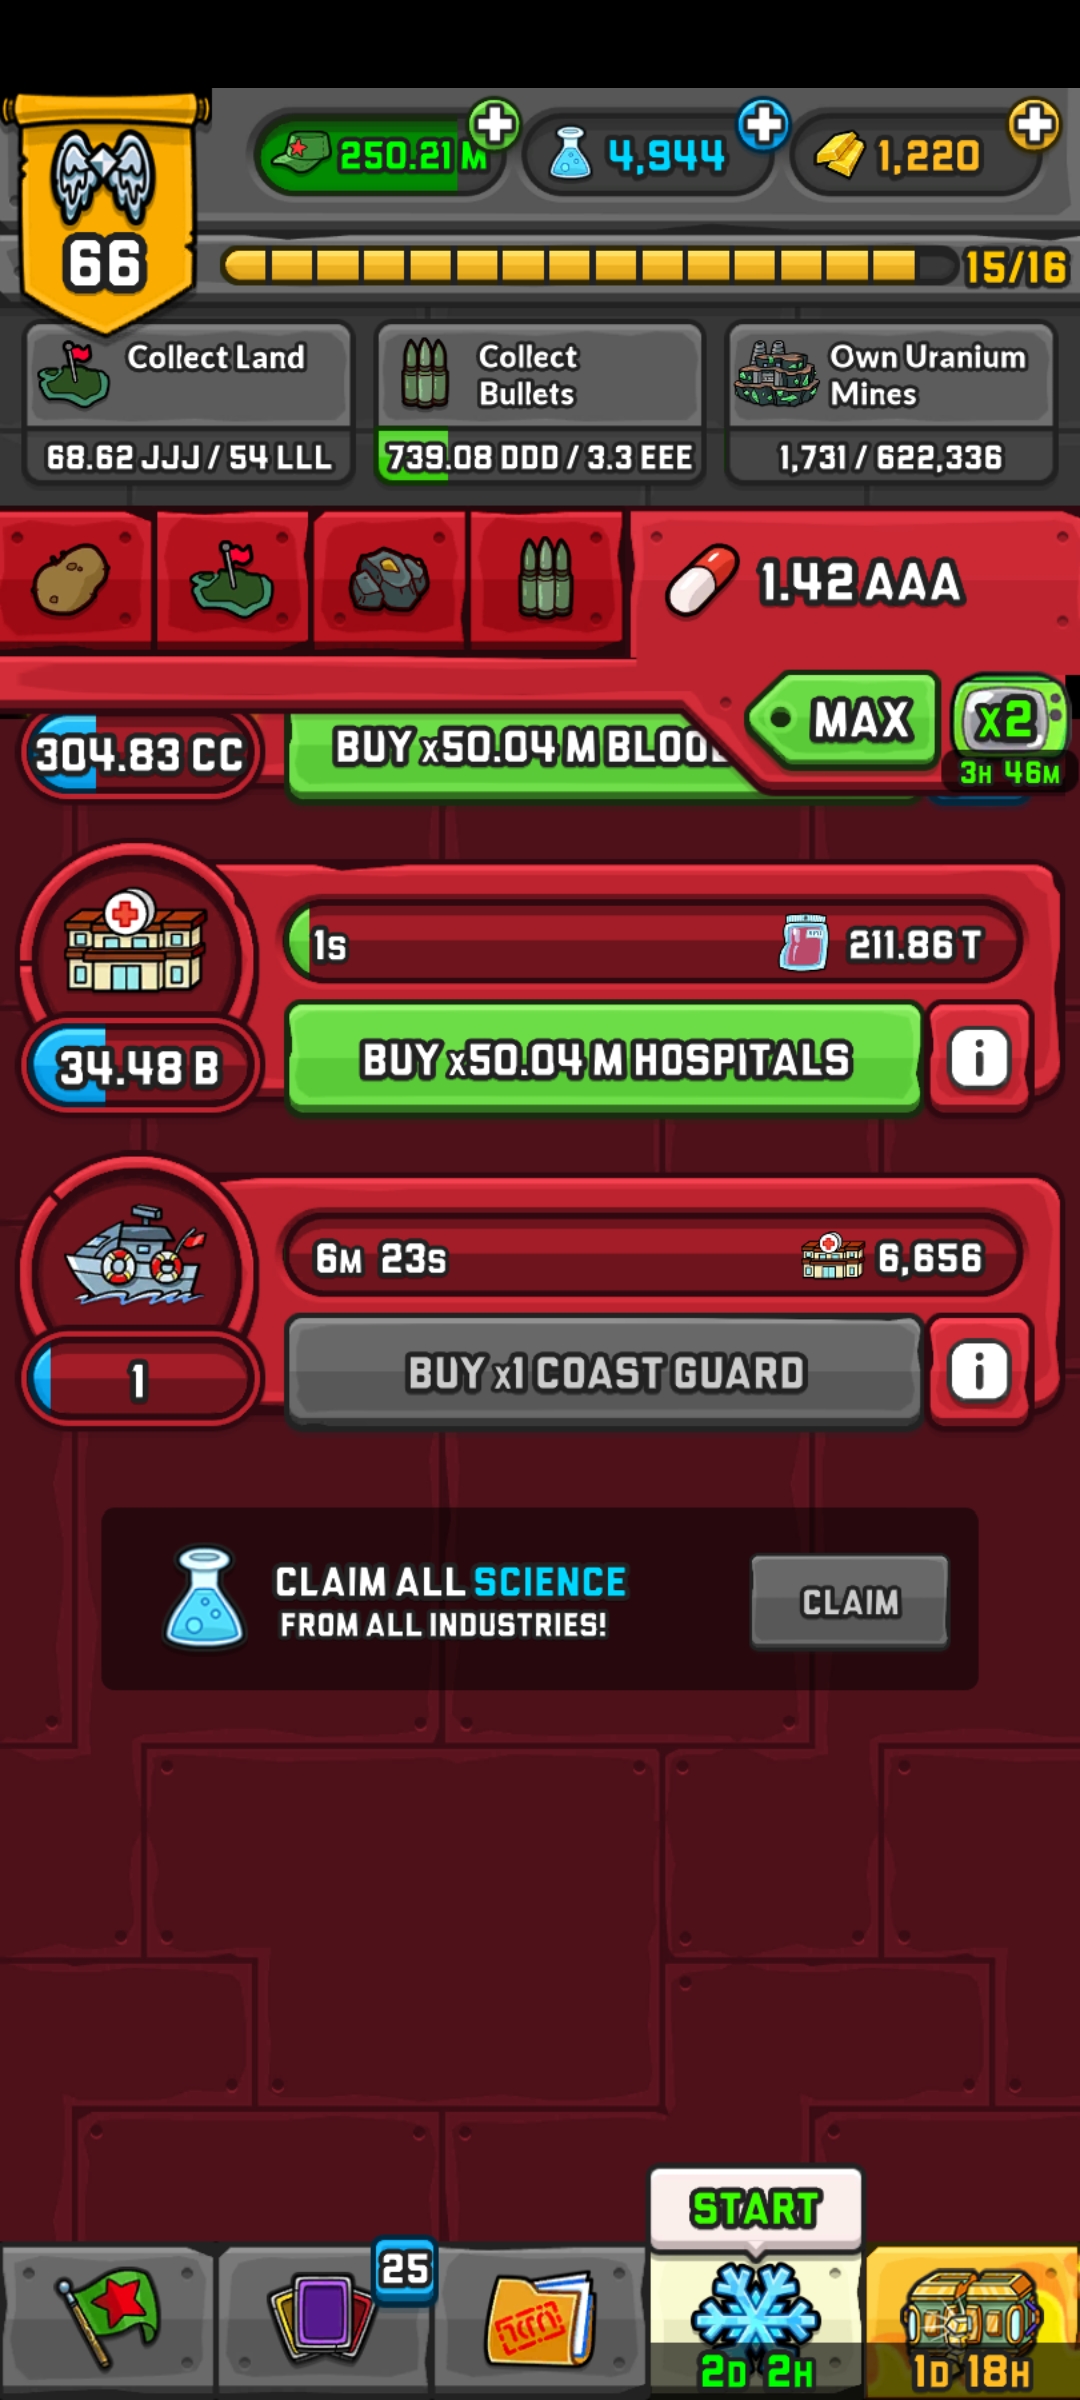 250.21 M
4,944
1,220
66
15/16
Collect Land
68.62 JJJ / 54 LLL
Collect
Bullets
739.08 DDD / 3.3 EEE
Own Uranium
Mines
1,731 / 622,336
1.42 AAA
MAX
x2
3H 46M
304.83 CC
BUY x50.04 M
1s
211.86 T
34.48 B
BUY x50.04 M HOSPITALS
i
6M 23s
6,656
1
BUY x1 COAST GUARD
i
CLAIM ALL SCIENCE
FROM ALL INDUSTRIES!
CLAIM
START
25
2D 2H
1D 18H